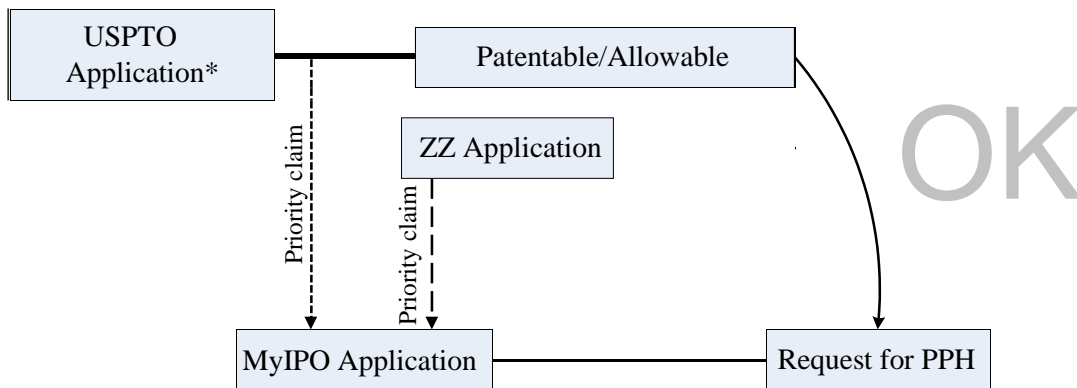 USPTO
Application*
Patentable/Allowable
ZZ Application
OK
Priority claim
Priority claim
MyIPO Application
Request for PPH